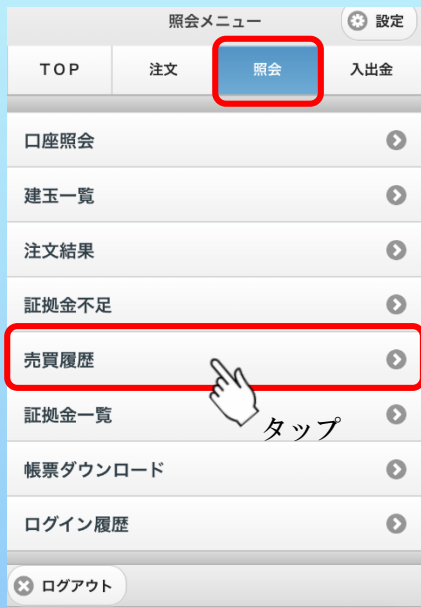 照会メニュー
設定
TOP 注文 照会 入出金
口座照会
建玉一覧
注文結果
証拠金不足
売買履歴
タップ
証拠金一覧
帳票ダウンロード
ログイン履歴
ログアウト